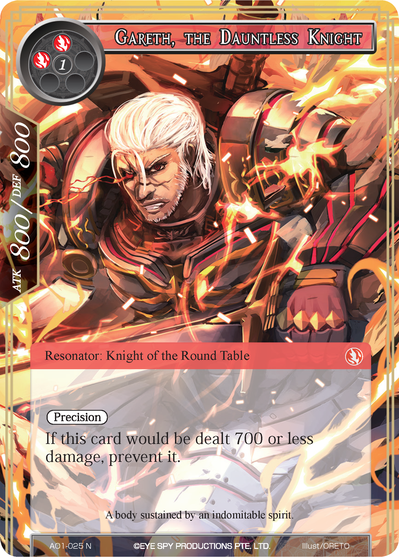 Gareth, the Dauntless Knight
1
ATK 800 / DEF 800
Resonator: Knight of the Round Table
Precision
If this card would be dealt 700 or less
damage, prevent it.
A body sustained by an indomitable spirit.
AO1-025 N
©EYE SPY PRODUCTIONS PTE, LTD.
Illust/ORETO